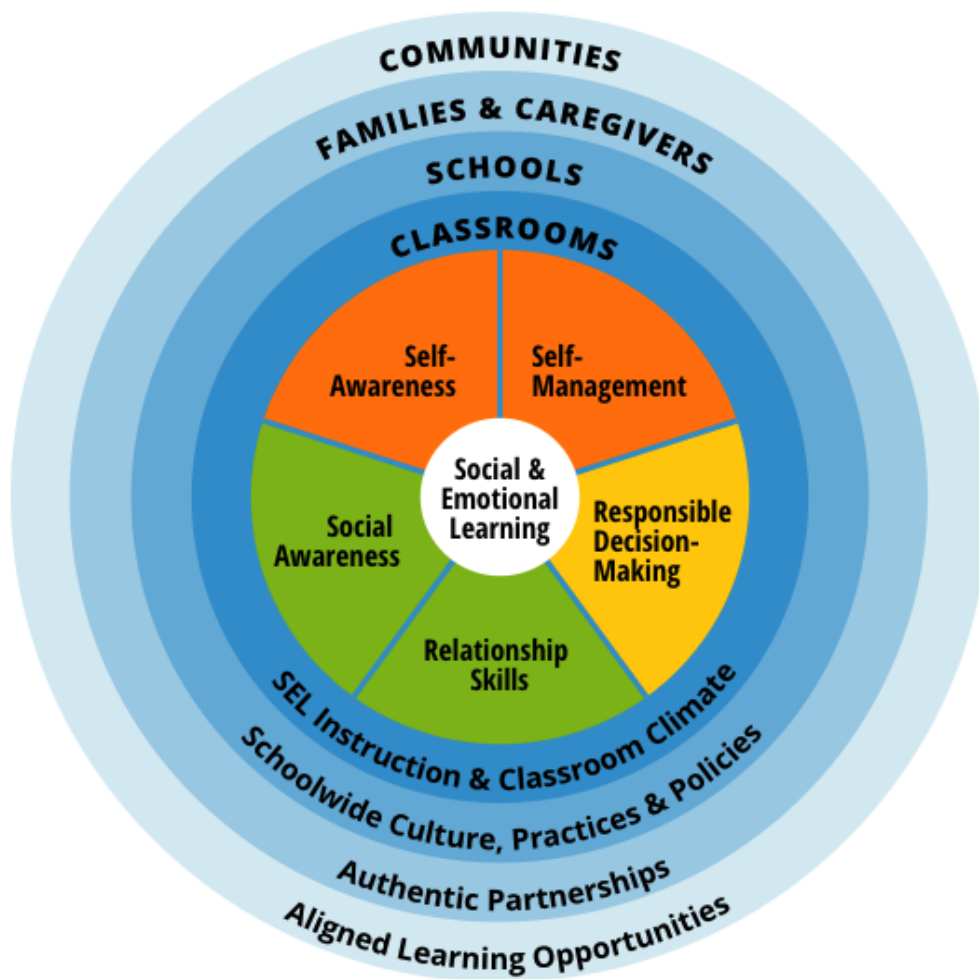 COMMUNITIES
FAMILIES & CAREGIVERS
SCHOOLS
CLASSROOMS
Self-
Awareness
Self-
Management
Social &
Emotional
Learning
Social
Awareness
Responsible
Decision-
Making
Relationship
Skills
SEL Instruction & Classroom Climate
Schoolwide Culture, Practices & Policies
Authentic Partnerships
Aligned Learning Opportunities